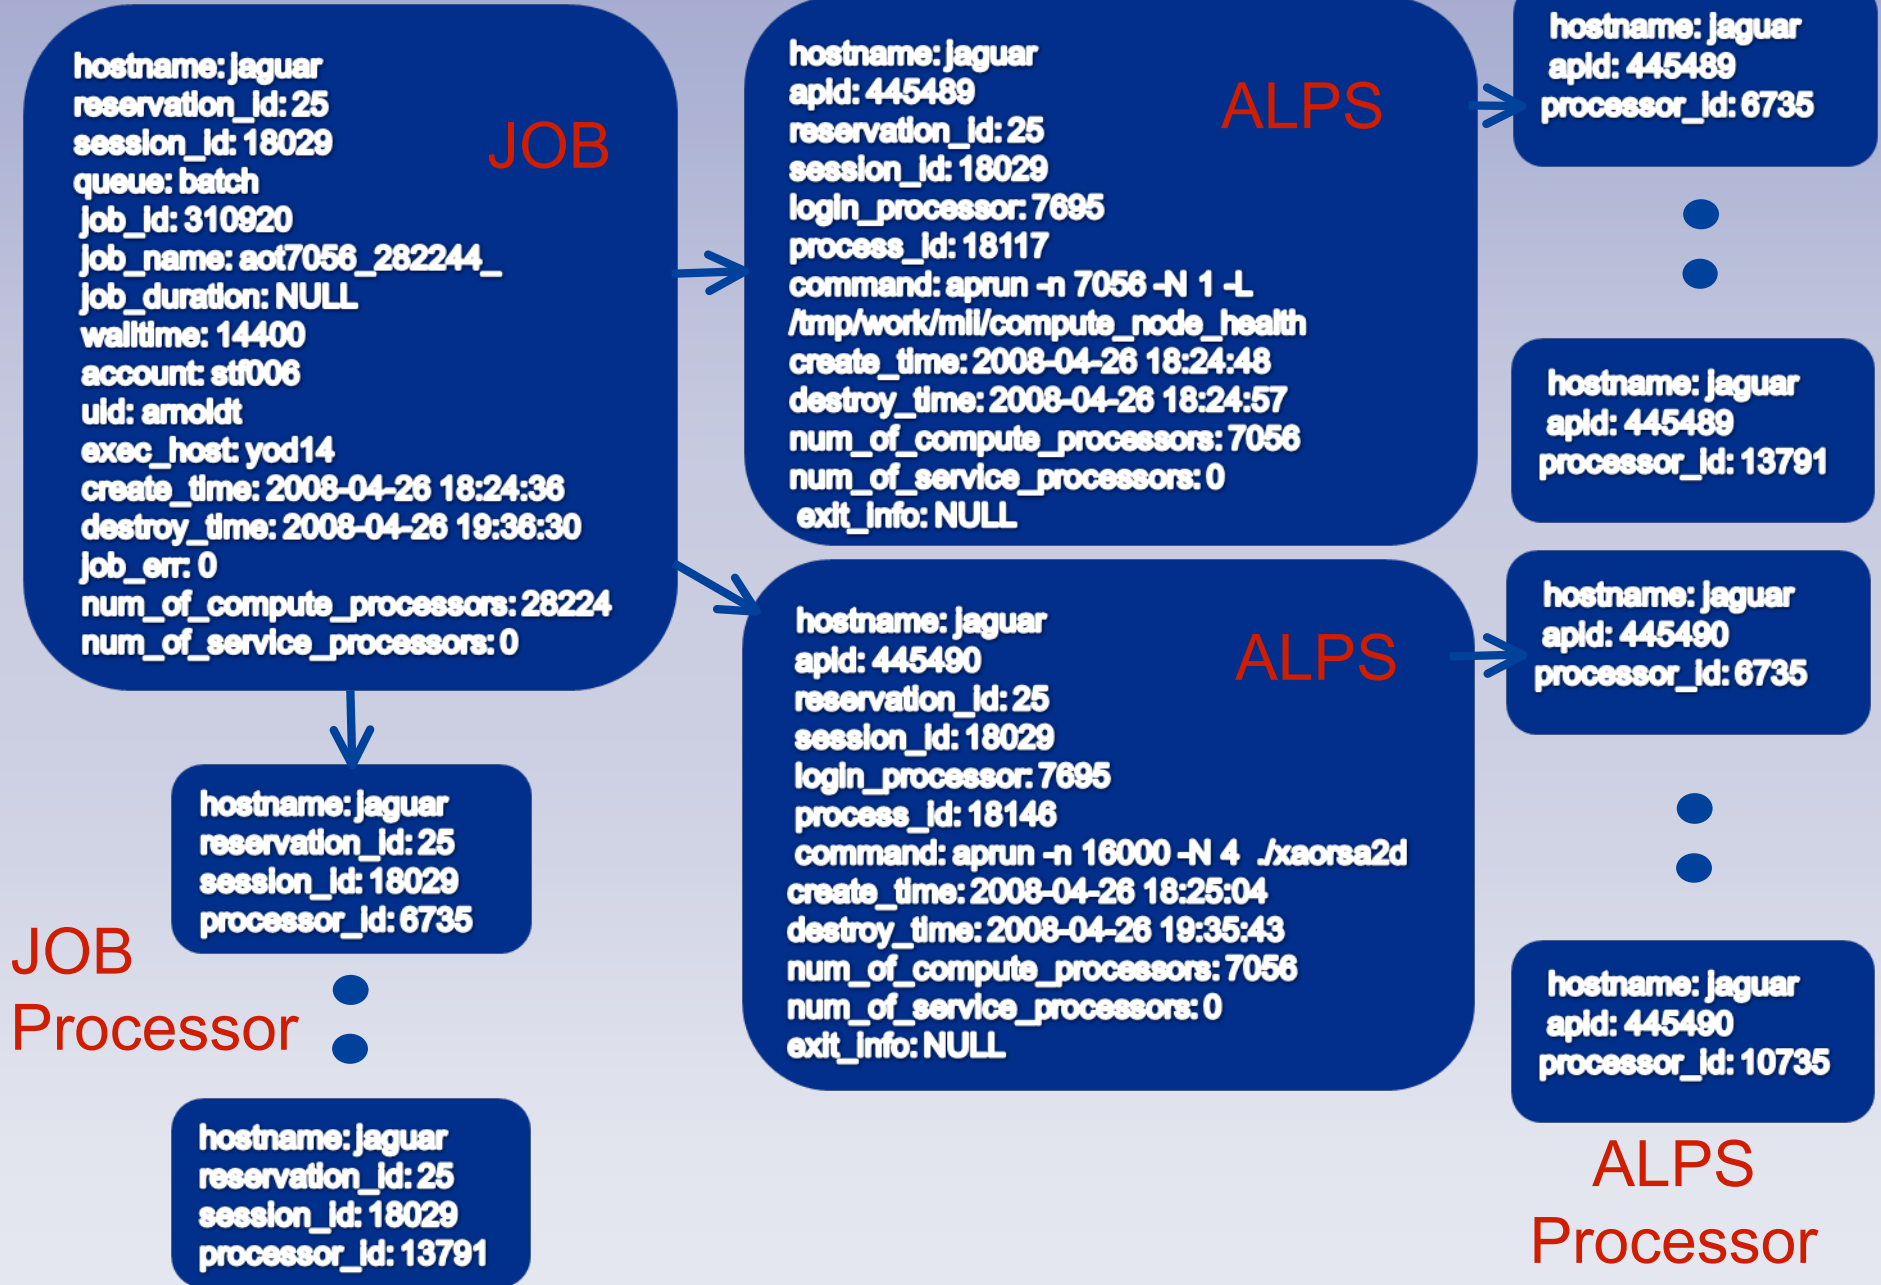 hostname: jaguar
reservation_id: 25
session_id: 18029
queue: batch
job_id: 310920
job_name: aot7056_282244_
job_duration: NULL
walltime: 14400
account: stf006
uid: arnoldt
exec_host: yod14
create_time: 2008-04-26 18:24:36
destroy_time: 2008-04-26 19:36:30
job_err: 0
num_of_compute_processors: 28224
num_of_service_processors: 0
JOB
hostname: jaguar
apid: 445489
reservation_id: 25
session_id: 18029
login_processor: 7695
process_id: 18117
command: aprun -n 7056 -N 1 -L
/tmp/work/mii/compute_node_health
create_time: 2008-04-26 18:24:48
destroy_time: 2008-04-26 18:24:57
num_of_compute_processors: 7056
num_of_service_processors: 0
exit_info: NULL
ALPS
hostname: jaguar
apid: 445489
processor_id: 6735
hostname: jaguar
apid: 445489
processor_id: 13791
hostname: jaguar
apid: 445490
reservation_id: 25
session_id: 18029
login_processor: 7695
process_id: 18146
command: aprun -n 16000 -N 4 ./xaorsa2d
create_time: 2008-04-26 18:25:04
destroy_time: 2008-04-26 19:35:43
num_of_compute_processors: 7056
num_of_service_processors: 0
exit_info: NULL
ALPS
hostname: jaguar
apid: 445490
processor_id: 6735
hostname: jaguar
apid: 445490
processor_id: 10735
ALPS
Processor
hostname: jaguar
reservation_id: 25
session_id: 18029
processor_id: 6735
JOB
Processor
hostname: jaguar
reservation_id: 25
session_id: 18029
processor_id: 13791